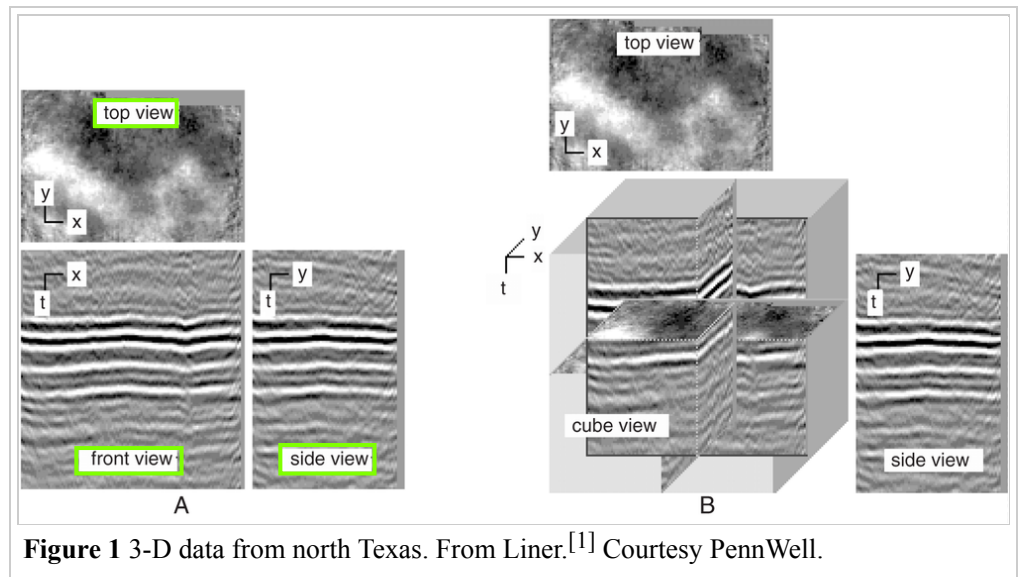 top view
y
x
x
t
front view
y
t
side view
A
top view
y
x
y
x
t
cube view
B
y
t
side view
Figure 1 3-D data from north Texas. From Liner.[1] Courtesy PennWell.